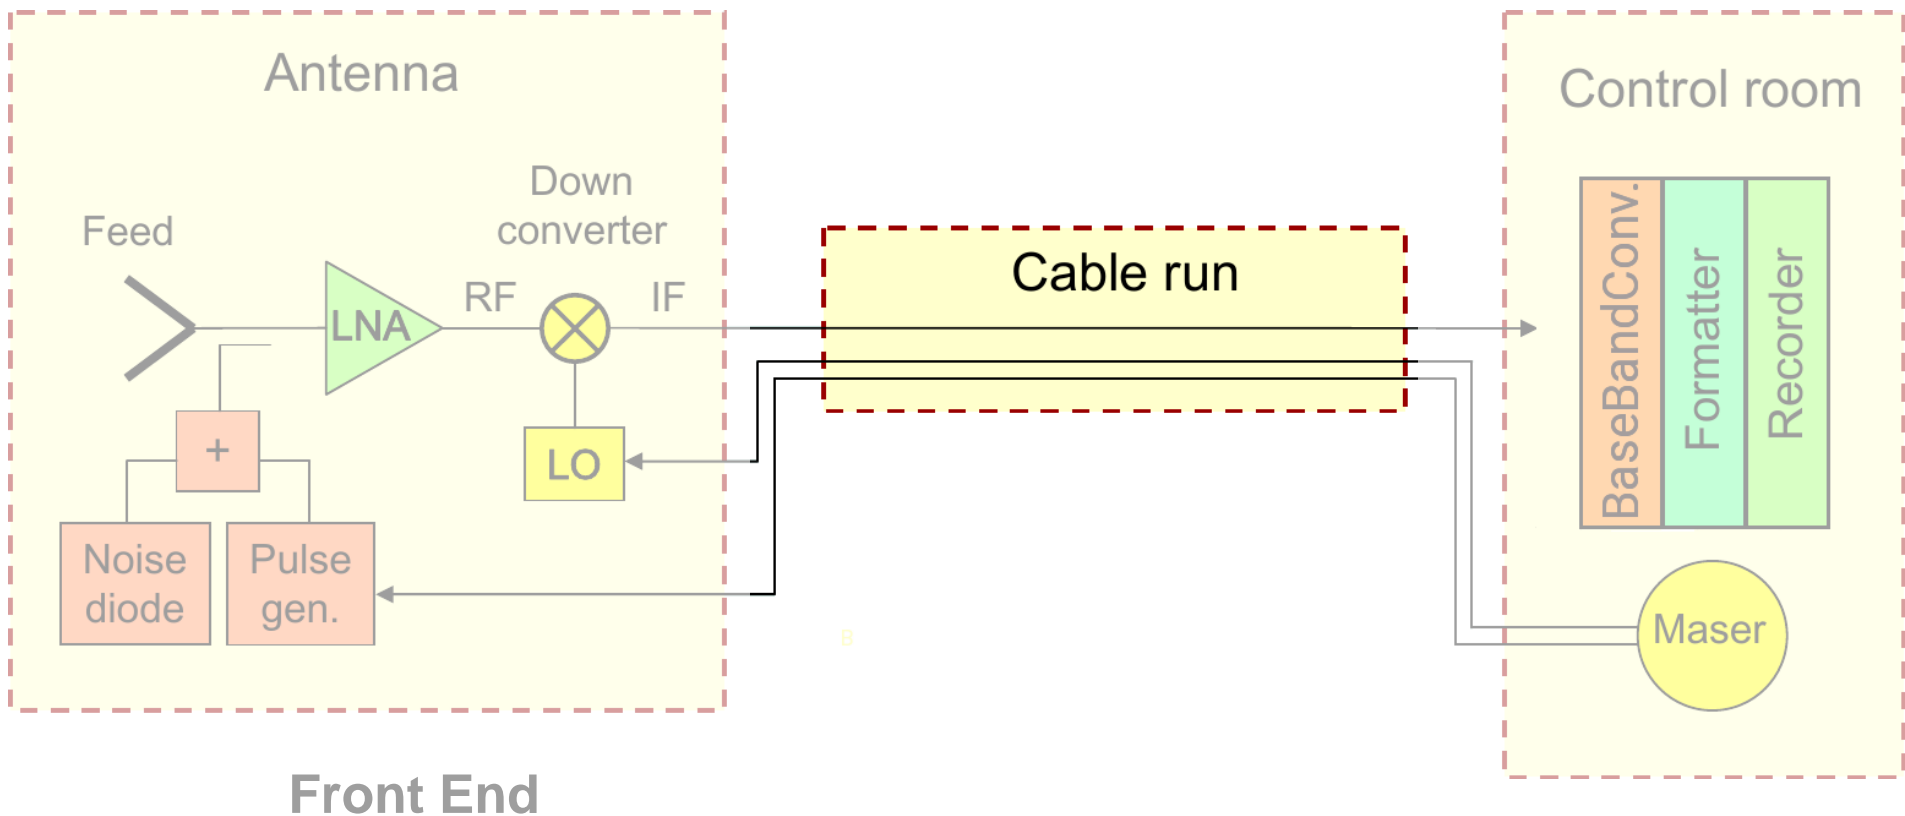 Antenna
Control room
Down
converter
Feed
RF
IF
LNA
Cable run
BaseBandConv.
Formatter
Recorder
+
LO
Noise
diode
Pulse
gen.
B
Maser
Front End